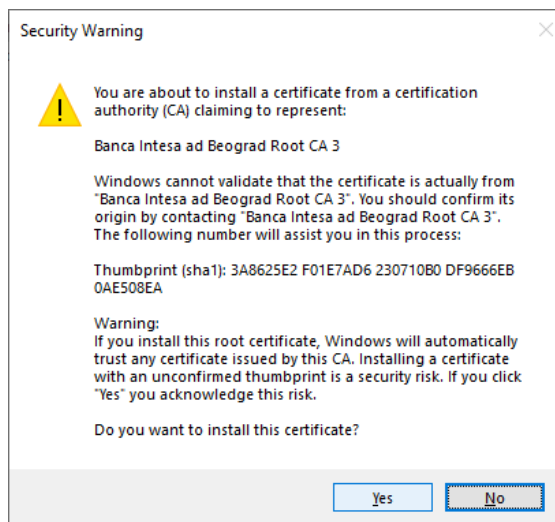 Security Warning
You are about to install a certificate from a certification
authority (CA) claiming to represent:
Banca Intesa ad Beograd Root CA 3
Windows cannot validate that the certificate is actually from
"Banca Intesa ad Beograd Root CA 3". You should confirm its
origin by contacting "Banca Intesa ad Beograd Root CA 3".
The following number will assist you in this process:
Thumbprint (sha1): 3A8625E2 F01E7AD6 230710B0 DF9666EB
0AE508EA
Warning:
If you install this root certificate, Windows will automatically
trust any certificate issued by this CA. Installing a certificate
with an unconfirmed thumbprint is a security risk. If you click
"Yes" you acknowledge this risk.
Do you want to install this certificate?
Yes
No